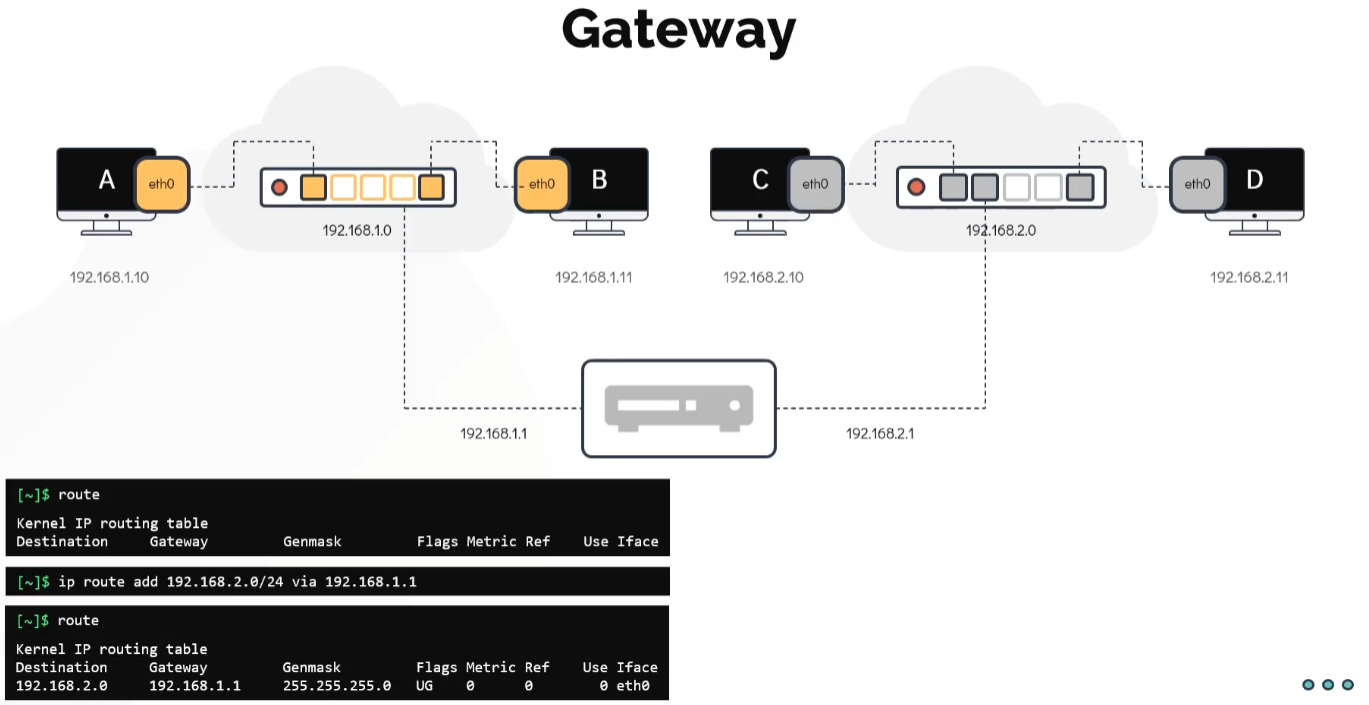 Gateway
A
eth0
eth0
B
C
eth0
eth0
D
192.168.1.0
192.168.2.0
192.168.1.10
192.168.1.11
192.168.2.10
192.168.2.11
192.168.1.1
192.168.2.1
[~]$ route
Kernel IP routing table
Destination Gateway Genmask Flags Metric Ref Use Iface
[~]$ ip route add 192.168.2.0/24 via 192.168.1.1
[~]$ route
Kernel IP routing table
Destination Gateway Genmask Flags Metric Ref Use Iface
192.168.2.0 192.168.1.1 255.255.255.0 UG 0 0 0 eth0